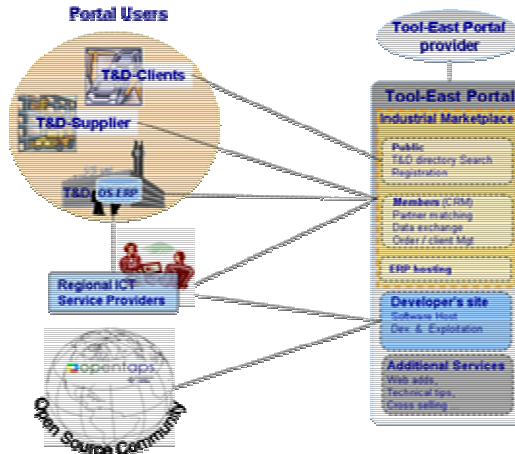 Portal Users
T&D-Clients
T&D-Supplier
T&D OS-ERP
Regional ICT
Service Providers
opentaps
Open Source Community
Tool-East Portal
provider
Tool-East Portal
Industrial Marketplace
Public
T&D directory Search
Registration
Members (CRM)
Partner matching
Data exchange
Order / client Mgt
ERP hosting
Developer's site
Software Host
Dev & Exploitation
Additional Services
Web adds,
Technical tips,
Cross selling ...